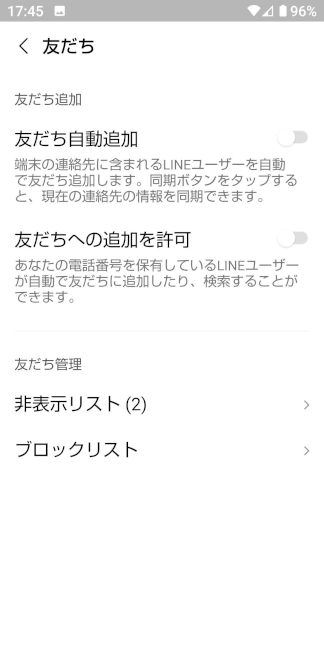 17:45 96%
友だち
友だち追加
友だち自動追加
端末の連絡先に含まれるLINEユーザーを自動
で友だち追加します。同期ボタンをタップする
と、現在の連絡先の情報を同期できます。
友だちへの追加を許可
あなたの電話番号を保有しているLINEユーザー
が自動で友だちに追加したり、検索することが
できます。
友だち管理
非表示リスト (2)
ブロックリスト